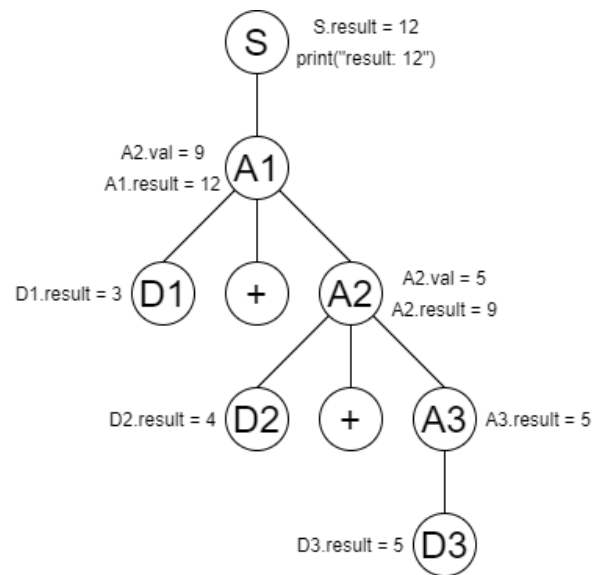 S
S.result = 12
print("result: 12")
A2.val = 9
A1.result = 12
A1
D1.result = 3
D1
+
A2
A2.val = 5
A2.result = 9
D2.result = 4
D2
+
A3
A3.result = 5
D3.result = 5
D3